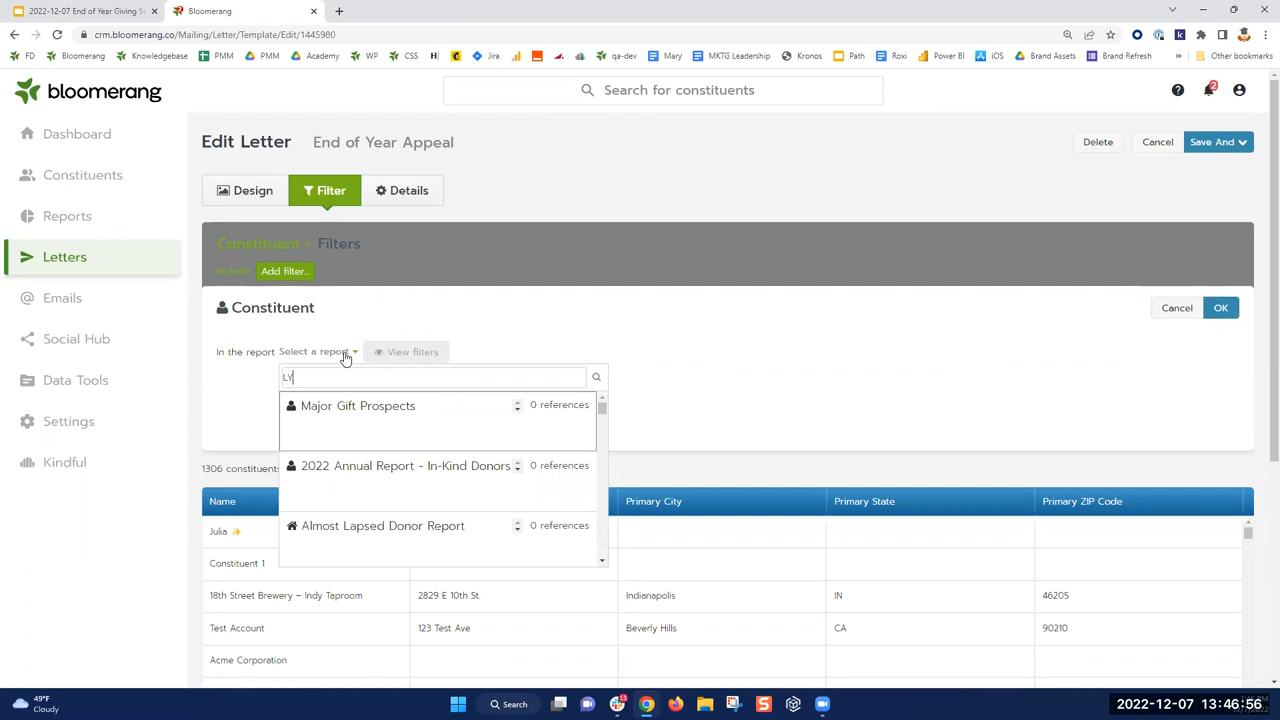 2022-12-07 End of Year Giving St
Bloomerang
crm.bloomerang.co/Mailing/Letter/Template/Edit/1445980
FD
Bloomerang
Knowledgebase
PMM
PMM
Academy
WP
CSS
Jira
qa-dev
Mary
MKTG Leadership
Kronos
Path
Roxi
Power BI
iOS
Brand Assets
Brand Refresh
Other bookmarks
bloomerang
Search for constituents
2
Dashboard
Constituents
Reports
Letters
Emails
Social Hub
Data Tools
Settings
Kindful
Edit Letter End of Year Appeal
Delete Cancel Save And
Design Filter Details
Constituent Filters
Include Add filter...
Constituent
Cancel OK
In the report Select a report View filters
LY
Major Gift Prospects 0 references
2022 Annual Report - In-Kind Donors 0 references
Almost Lapsed Donor Report 0 references
1306 constituents
Name Primary City Primary State Primary ZIP Code
Julia ✨
Constituent 1
18th Street Brewery – Indy Taproom 2829 E 10th St. Indianapolis IN 46205
Test Account 123 Test Ave Beverly Hills CA 90210
Acme Corporation
49°F
Cloudy
Search
11
2022-12-07 13:46:56